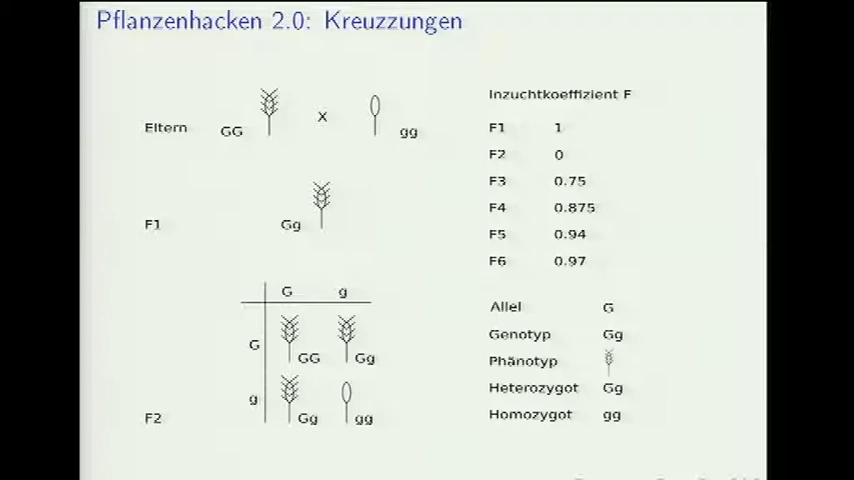 Pflanzenhacken 2.0: Kreuzzungen
Eltern GG x gg
F1 Gg
G g
G GG Gg
g Gg gg
F2
Inzuchtkoeffizient F
F1 1
F2 0
F3 0.75
F4 0.875
F5 0.94
F6 0.97
Allel G
Genotyp Gg
Phänotyp
Heterozygot Gg
Homozygot gg